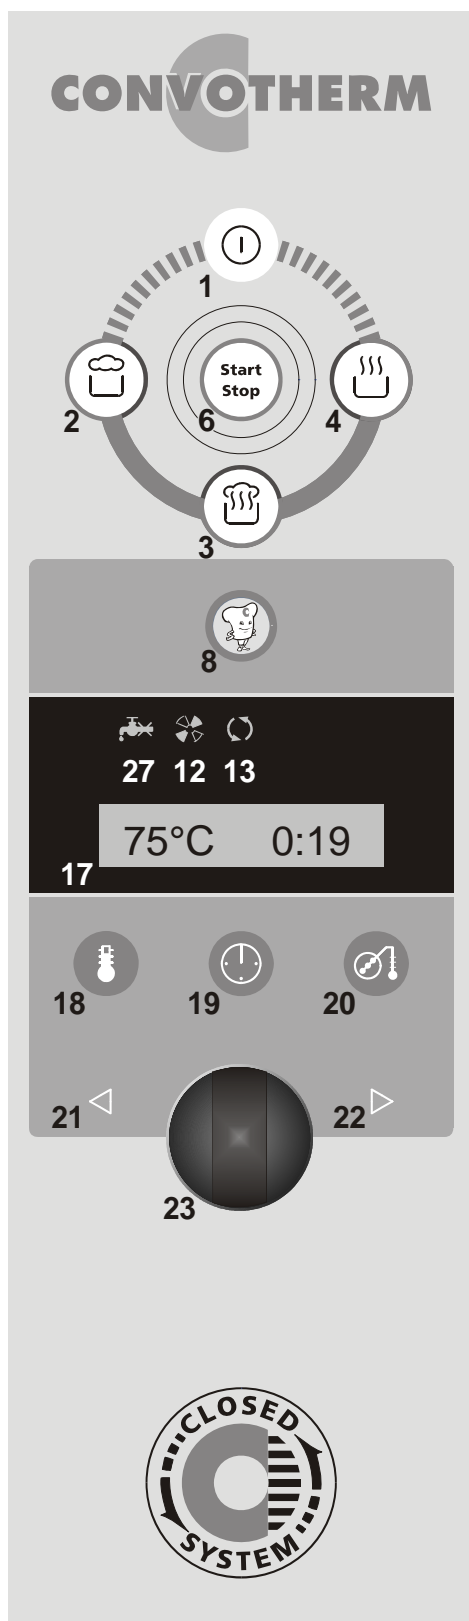 CONVOTHERM
1
Start
Stop
2
6
4
3
8
27 12 13
75°C 0:19
17
18 19 20
21 22
23
CLOSED
SYSTEM